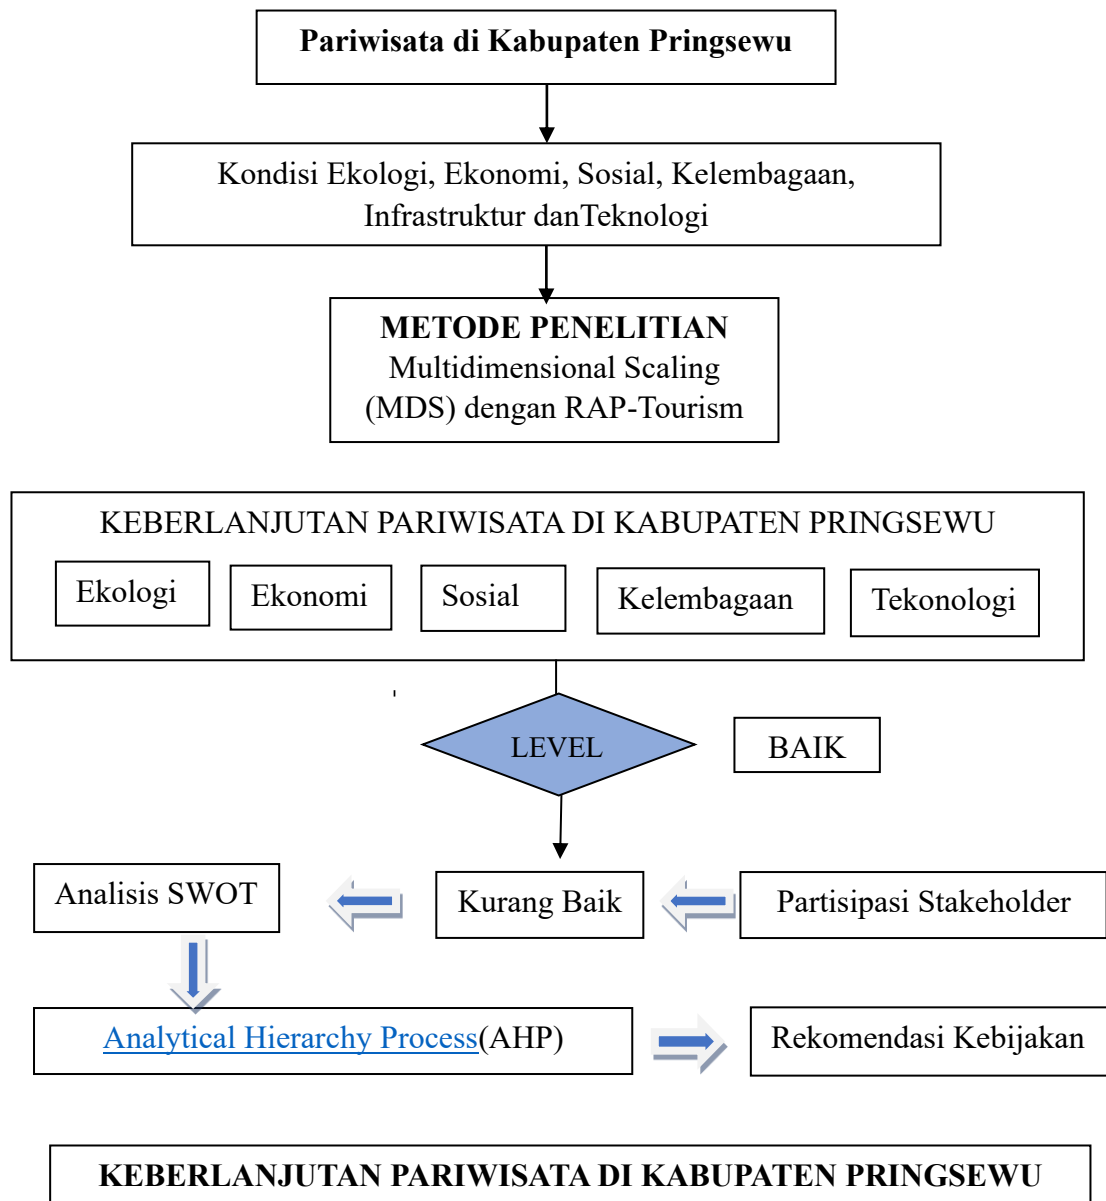 Pariwisata di Kabupaten Pringsewu
Kondisi Ekologi, Ekonomi, Sosial, Kelembagaan,
Infrastruktur danTeknologi
METODE PENELITIAN
Multidimensional Scaling
(MDS) dengan RAP-Tourism
KEBERLANJUTAN PARIWISATA DI KABUPATEN PRINGSEWU
Ekologi
Ekonomi
Sosial
Kelembagaan
Tekonologi
LEVEL
BAIK
Analisis SWOT
Kurang Baik
Partisipasi Stakeholder
Analytical Hierarchy Process(AHP)
Rekomendasi Kebijakan
KEBERLANJUTAN PARIWISATA DI KABUPATEN PRINGSEWU